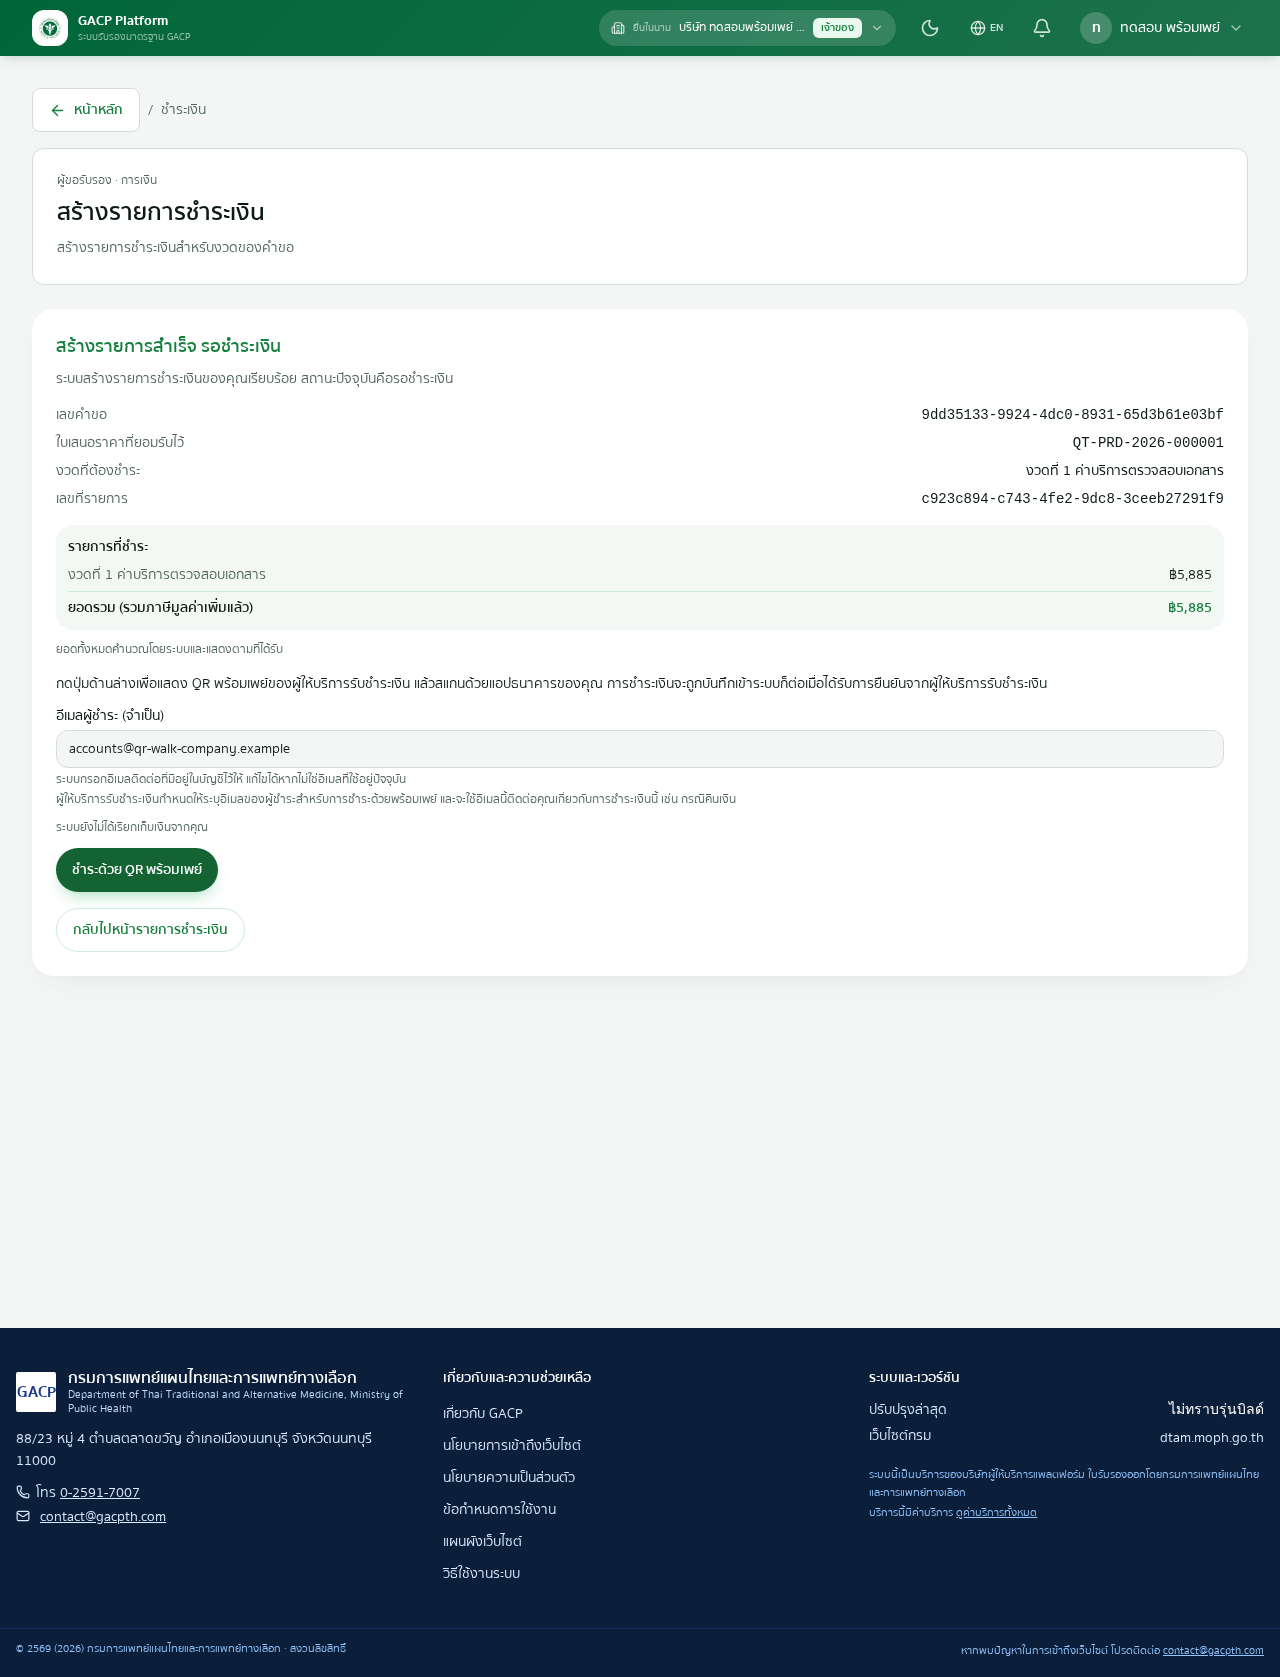 GACP Platform
ระบบรับรองมาตรฐาน GACP
ยื่นในนาม บริษัท ทดสอบพร้อมเพย์ ... เจ้าของ
EN
ท ทดสอบ พร้อมเพย์
หน้าหลัก / ชำระเงิน
ผู้ขอรับรอง · การเงิน
สร้างรายการชำระเงิน
สร้างรายการชำระเงินสำหรับงวดของคำขอ
สร้างรายการสำเร็จ รอชำระเงิน
ระบบสร้างรายการชำระเงินของคุณเรียบร้อย สถานะปัจจุบันคือรอชำระเงิน
เลขคำขอ 9dd35133-9924-4dc0-8931-65d3b61e03bf
ใบเสนอราคาที่ยอมรับไว้ QT-PRD-2026-000001
งวดที่ต้องชำระ งวดที่ 1 ค่าบริการตรวจสอบเอกสาร
เลขที่รายการ c923c894-c743-4fe2-9dc8-3ceeb27291f9
รายการที่ชำระ
งวดที่ 1 ค่าบริการตรวจสอบเอกสาร ฿5,885
ยอดรวม (รวมภาษีมูลค่าเพิ่มแล้ว) ฿5,885
ยอดทั้งหมดคำนวณโดยระบบและแสดงตามที่ได้รับ
กดปุ่มด้านล่างเพื่อแสดง QR พร้อมเพย์ของผู้ให้บริการรับชำระเงิน แล้วสแกนด้วยแอปธนาคารของคุณ การชำระเงินจะถูกบันทึกเข้าระบบก็ต่อเมื่อได้รับการยืนยันจากผู้ให้บริการรับชำระเงิน
อีเมลผู้ชำระ (จำเป็น)
accounts@qr-walk-company.example
ระบบกรอกอีเมลติดต่อที่มีอยู่ในบัญชีไว้ให้ แก้ไขได้หากไม่ใช่อีเมลที่ใช้อยู่ปัจจุบัน
ผู้ให้บริการรับชำระเงินกำหนดให้ระบุอีเมลของผู้ชำระสำหรับการชำระด้วยพร้อมเพย์ และจะใช้อีเมลนี้ติดต่อคุณเกี่ยวกับการชำระเงินนี้ เช่น กรณีคืนเงิน
ระบบยังไม่ได้เรียกเก็บเงินจากคุณ
ชำระด้วย QR พร้อมเพย์
กลับไปหน้ารายการชำระเงิน
GACP
กรมการแพทย์แผนไทยและการแพทย์ทางเลือก
Department of Thai Traditional and Alternative Medicine, Ministry of
Public Health
88/23 หมู่ 4 ตำบลตลาดขวัญ อำเภอเมืองนนทบุรี จังหวัดนนทบุรี
11000
โทร 0-2591-7007
contact@gacpth.com
เกี่ยวกับและความช่วยเหลือ
เกี่ยวกับ GACP
นโยบายการเข้าถึงเว็บไซต์
นโยบายความเป็นส่วนตัว
ข้อกำหนดการใช้งาน
แผนผังเว็บไซต์
วิธีใช้งานระบบ
ระบบและเวอร์ชัน
ปรับปรุงล่าสุด ไม่ทราบรุ่นบิลด์
เว็บไซต์กรม dtam.moph.go.th
ระบบนี้เป็นบริการของบริษัทผู้ให้บริการแพลตฟอร์ม ใบรับรองออกโดยกรมการแพทย์แผนไทย
และการแพทย์ทางเลือก
บริการนี้มีค่าบริการ ดูค่าบริการทั้งหมด
© 2569 (2026) กรมการแพทย์แผนไทยและการแพทย์ทางเลือก · สงวนลิขสิทธิ์
หากพบปัญหาในการเข้าถึงเว็บไซต์ โปรดติดต่อ contact@gacpth.com